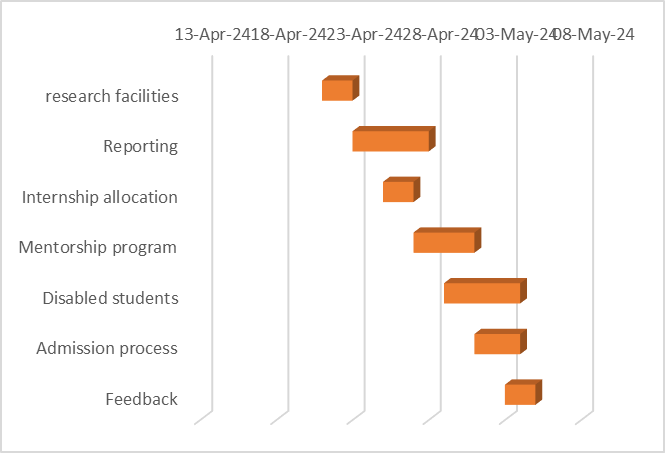 13-Apr-24 18-Apr-24 23-Apr-24 28-Apr-24 03-May-24 08-May-24
research facilities
Reporting
Internship allocation
Mentorship program
Disabled students
Admission process
Feedback